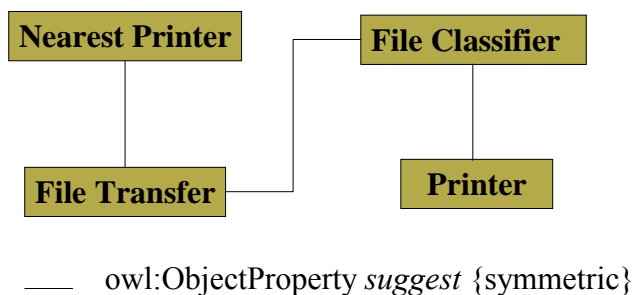 Nearest Printer
File Classifier
File Transfer
Printer
owl:ObjectProperty suggest {symmetric}